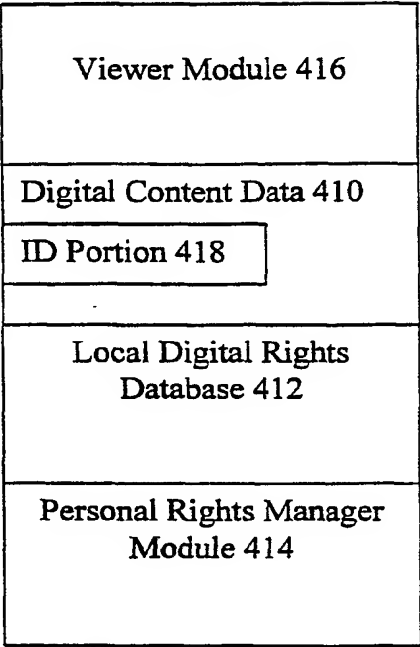 Viewer Module 416
Digital Content Data 410
ID Portion 418
Local Digital Rights
Database 412
Personal Rights Manager
Module 414